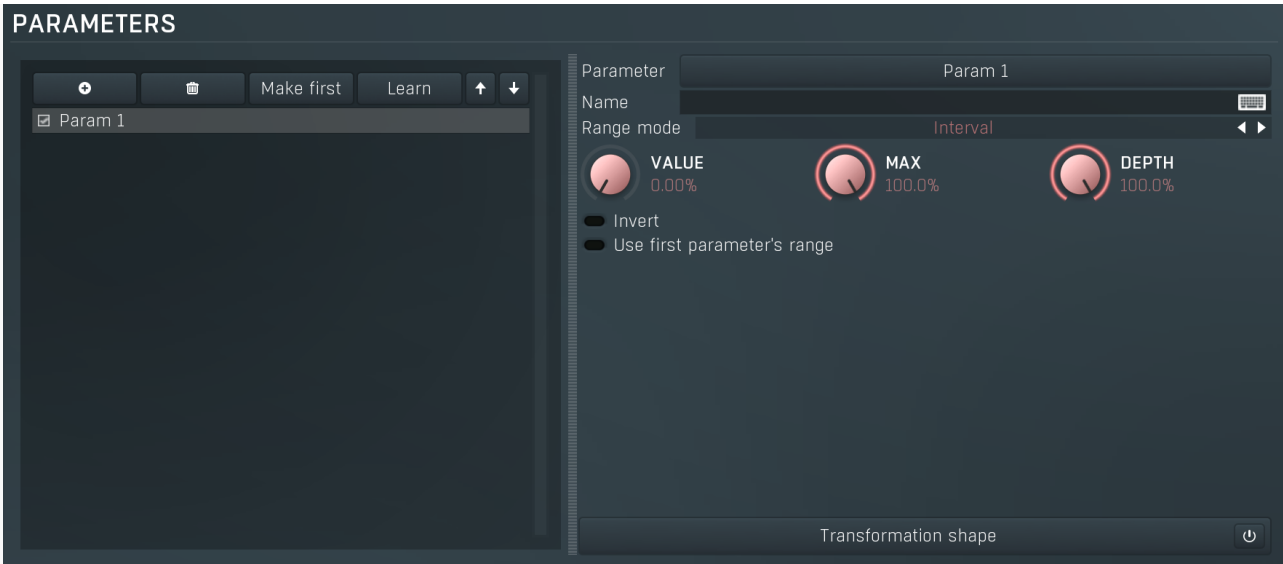 PARAMETERS
Make first
Learn
Param 1
Parameter
Param 1
Name
Range mode
Interval
VALUE
0.00%
MAX
100.0%
DEPTH
100.0%
Invert
Use first parameter's range
Transformation shape